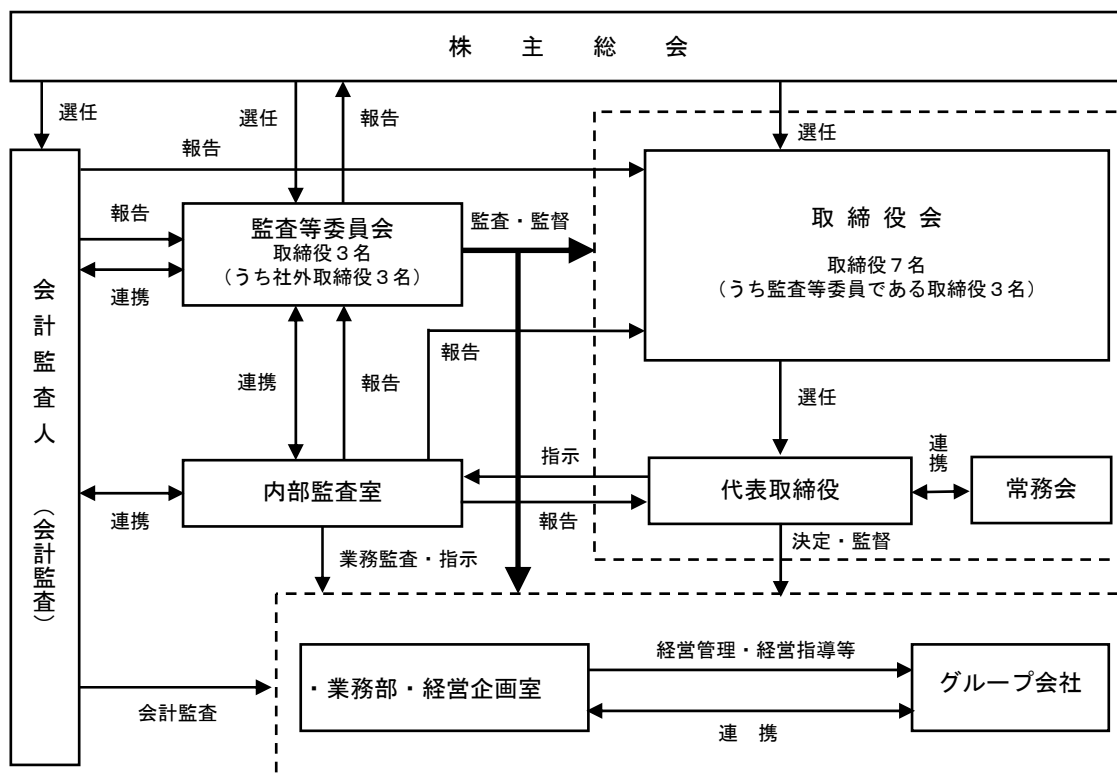 株主総会
選任
選任
報告
選任
報告
報告
監査等委員会
取締役３名
（うち社外取締役３名）
監査・監督
取締役会
取締役７名
（うち監査等委員である取締役３名）
連携
会計監査人
（会計監査）
連携
報告
報告
選任
内部監査室
指示
報告
代表取締役
連携
常務会
連携
業務監査・指示
決定・監督
・業務部・経営企画室
経営管理・経営指導等
グループ会社
連携
会計監査